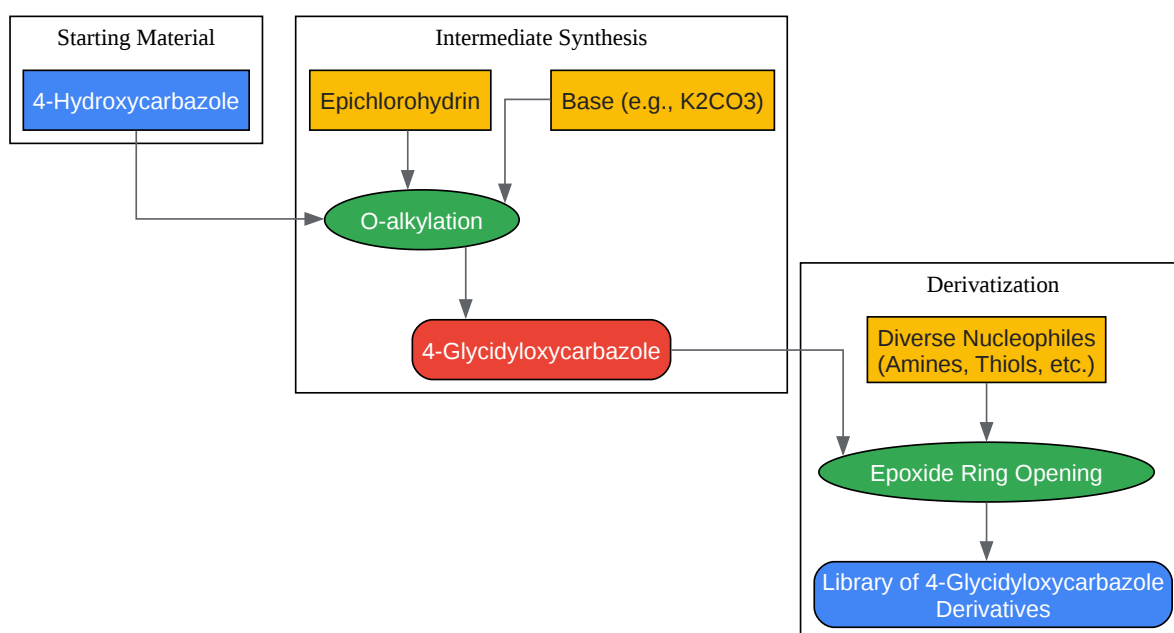 Starting Material
4-Hydroxycarbazole
Intermediate Synthesis
Epichlorohydrin
Base (e.g., K2CO3)
O-alkylation
4-Glycidyloxycarbazole
Derivatization
Diverse Nucleophiles
(Amines, Thiols, etc.)
Epoxide Ring Opening
Library of 4-Glycidyloxycarbazole
Derivatives